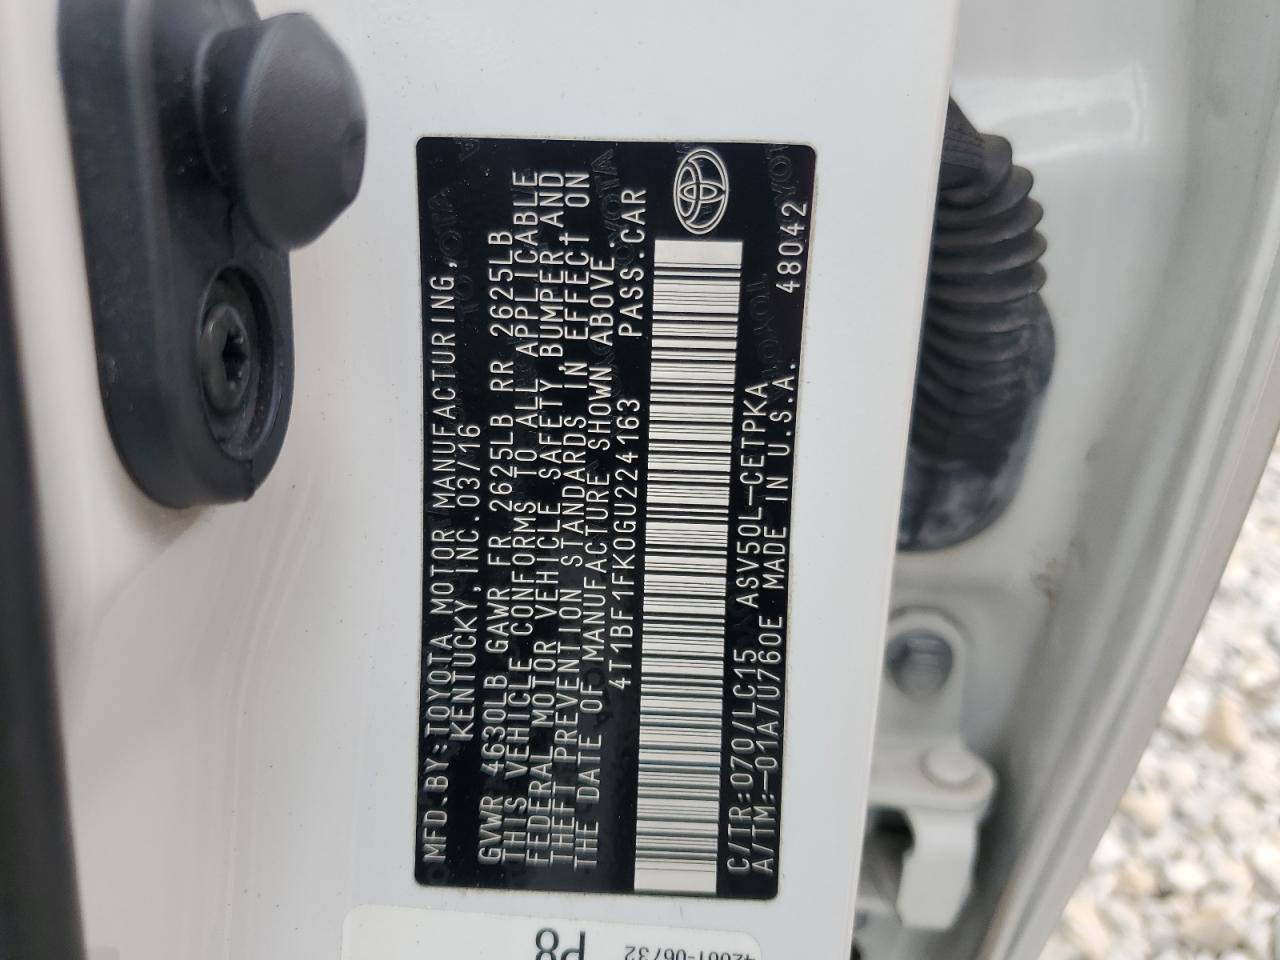 MFD.BY:TOYOTA MOTOR MANUFACTURING,
KENTUCKY, INC. 03/16
GVWR 4630LB GAWR FR 2625LB RR 2625LB
THIS VEHICLE CONFORMS TO ALL APPLICABLE
FEDERAL MOTOR VEHICLE SAFETY, BUMPER, AND
THEFT PREVENTION STANDARDS IN EFFECT ON
THE DATE OF MANUFACTURE SHOWN ABOVE.
4T1BF1FK0GU224163 PASS.CAR
C/TR:070/LC15 ASV50L-CETPKA
A/TM:-01A/U760E MADE IN U.S.A. 48042
P8